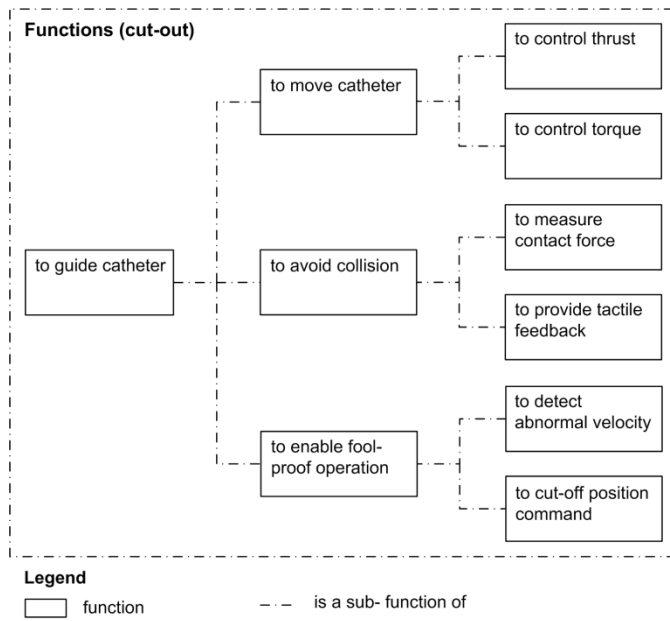 Functions (cut-out)
to control thrust
to move catheter
to control torque
to measure
contact force
to guide catheter
to avoid collision
to provide tactile
feedback
to detect
abnormal velocity
to enable fool-
proof operation
to cut-off position
command
Legend
function
is a sub- function of